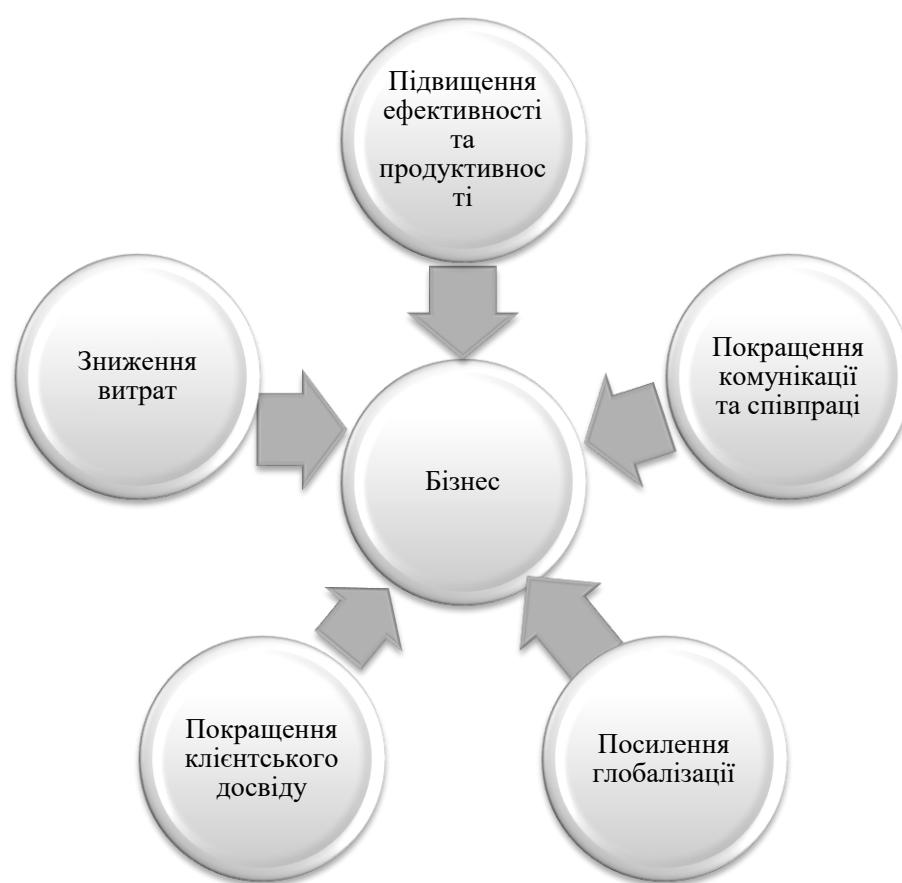 Підвищення
ефективності
та
продуктивнос
ті
Зниження
витрат
Покращення
комунікації
та співпраці
Бізнес
Покращення
клієнтського
досвіду
Посилення
глобалізації